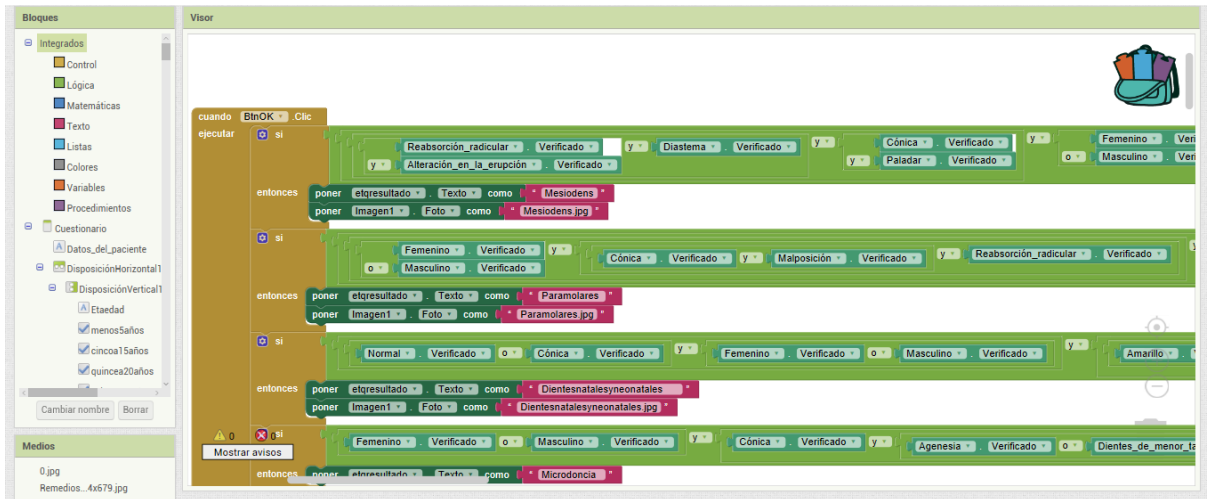 Bloques
Integrados
Control
Lógica
Matemáticas
Texto
Listas
Colores
Variables
Procedimientos
Cuestionario
Datos_del_paciente
DisposiciónHorizontal1
DisposiciónVertical1
Etaedad
menos5años
cincoa15años
quincea20años
Cambiar nombre Borrar
Medios
0.jpg
Remedios...4x679.jpg
Visor
cuando BtnOK .Clic
ejecutar si
Reabsorción_radicular . Verificado y Diastema . Verificado y Cónica . Verificado y Femenino .
y Alteración_en_la_erupción . Verificado y Paladar . Verificado o Masculino .
entonces poner etqresultado . Texto como " Mesiodens "
poner Imagen1 . Foto como " Mesiodens.jpg "
si
Femenino . Verificado y Cónica . Verificado y Malposición . Verificado y Reabsorción_radicular . Verificado y
o Masculino . Verificado
entonces poner etqresultado . Texto como " Paramolares "
poner Imagen1 . Foto como " Paramolares.jpg "
si
Normal . Verificado o Cónica . Verificado y Femenino . Verificado o Masculino . Verificado y Amarillo .
entonces poner etqresultado . Texto como " Dientesnatalesyneonatales "
poner Imagen1 . Foto como " Dientesnatalesyneonatales.jpg "
0 0 si
Femenino . Verificado o Masculino . Verificado y Cónica . Verificado y Agenesia . Verificado o
Mostrar avisos
entonces poner etqresultado . Texto como " Microdoncia "